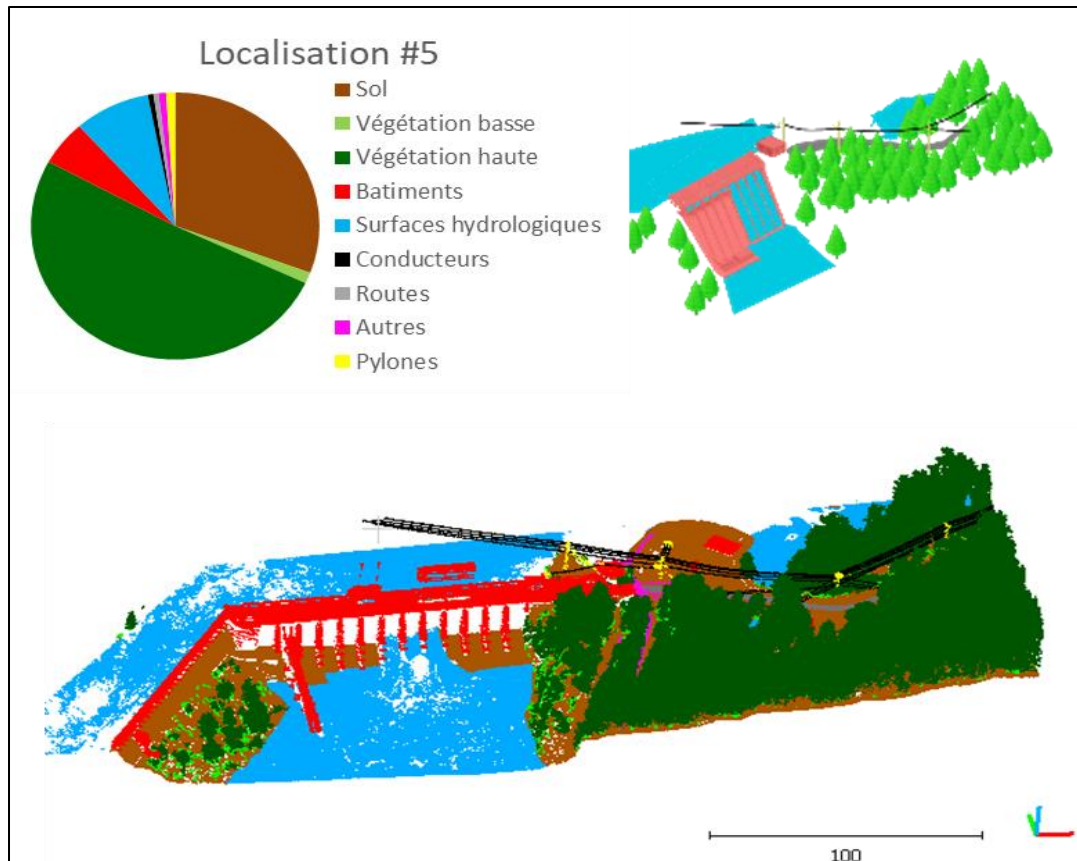 Localisation #5
Sol
Végétation basse
Végétation haute
Batiments
Surfaces hydrologiques
Conducteurs
Routes
Autres
Pylones
100